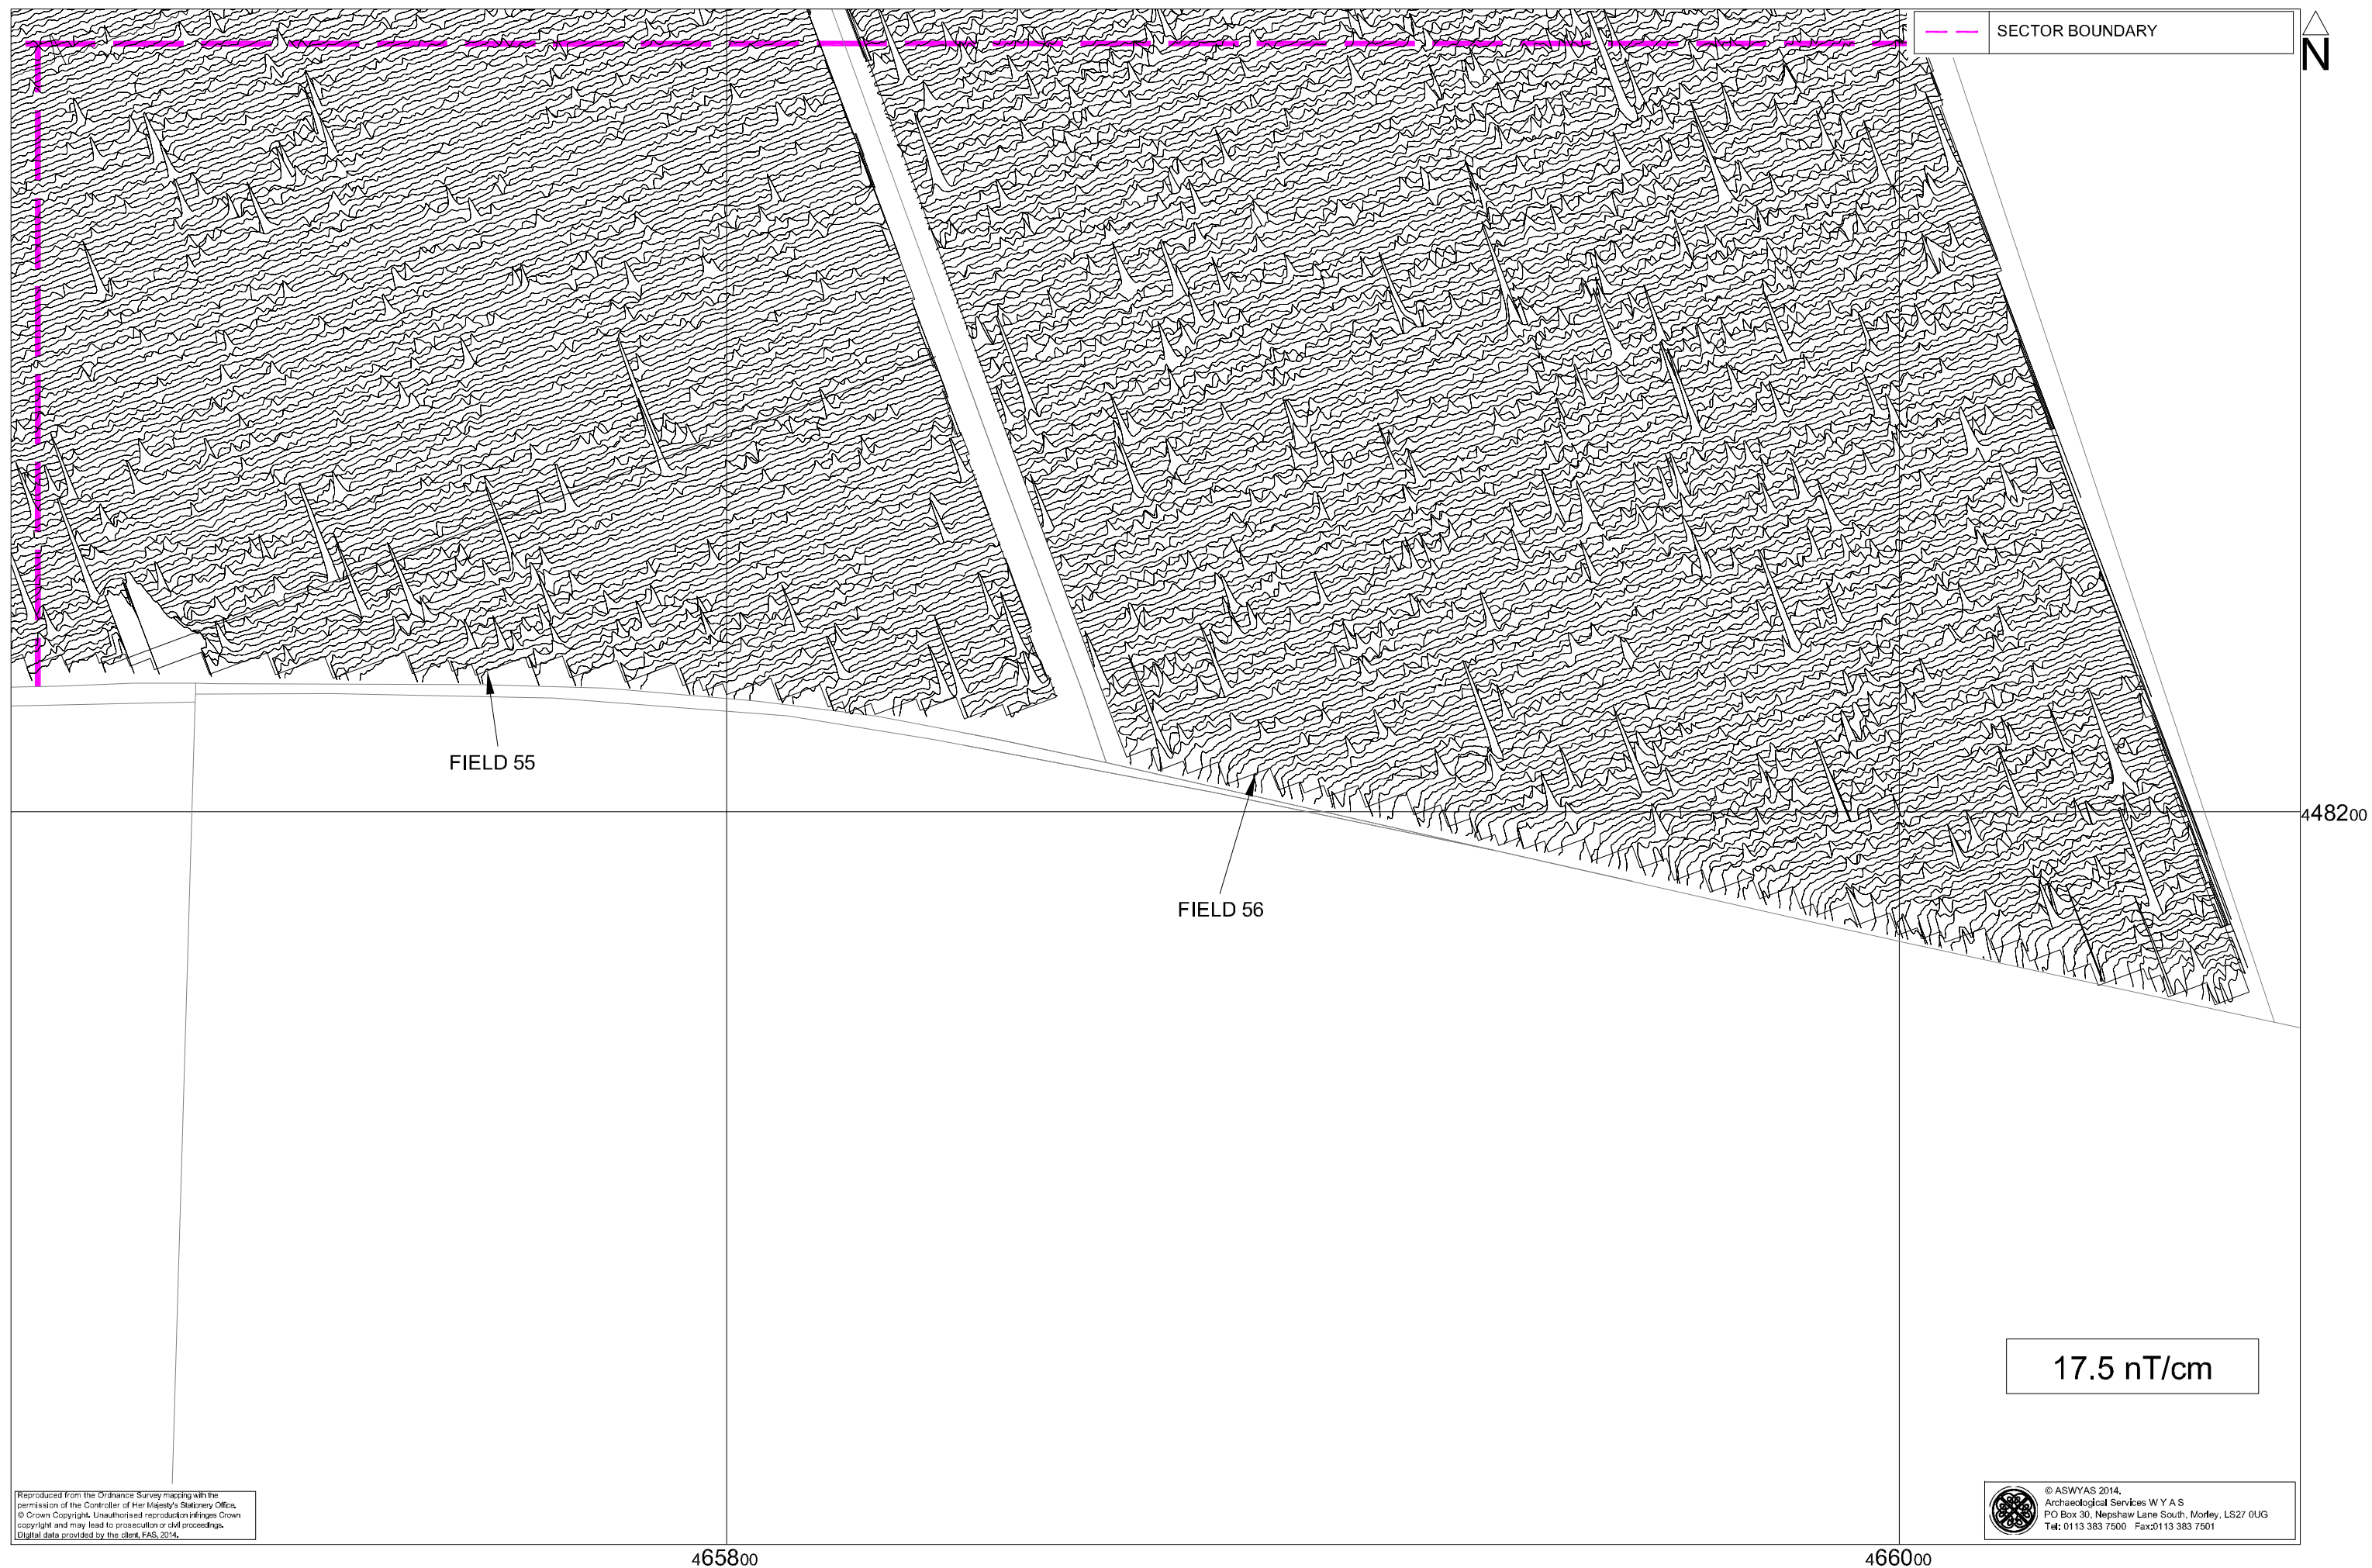 SECTOR BOUNDARY
N
FIELD 55
448200
FIELD 56
17.5 nT/cm
Reproduced from the Ordnance Survey mapping with the
permission of the Controller of Her Majesty's Stationery Office.
© Crown Copyright. Unauthorised reproduction infringes Crown
copyright and may lead to prosecution or civil proceedings.
Digital data provided by the client, FAS, 2014.
© ASWYAS 2014.
Archaeological Services W Y A S
PO Box 30, Nepshaw Lane South, Morley, LS27 0UG
Tel: 0113 383 7500 Fax:0113 383 7501
465800
466000